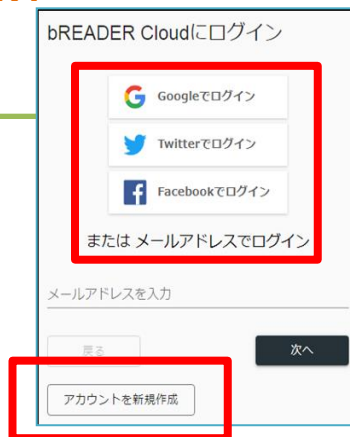 bREADER Cloudにログイン
Googleでログイン
Twitterでログイン
Facebookでログイン
または メールアドレスでログイン
メールアドレスを入力
戻る
次へ
アカウントを新規作成